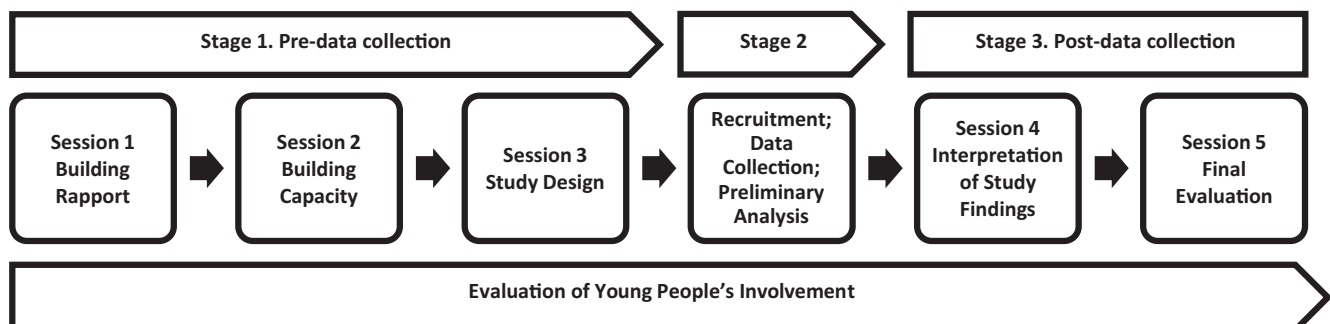 Stage 1. Pre-data collection
Stage 2
Stage 3. Post-data collection
Session 1
Building
Rapport
Session 2
Building
Capacity
Session 3
Study Design
Recruitment;
Data
Collection;
Preliminary
Analysis
Session 4
Interpretation
of Study
Findings
Session 5
Final
Evaluation
Evaluation of Young People’s Involvement